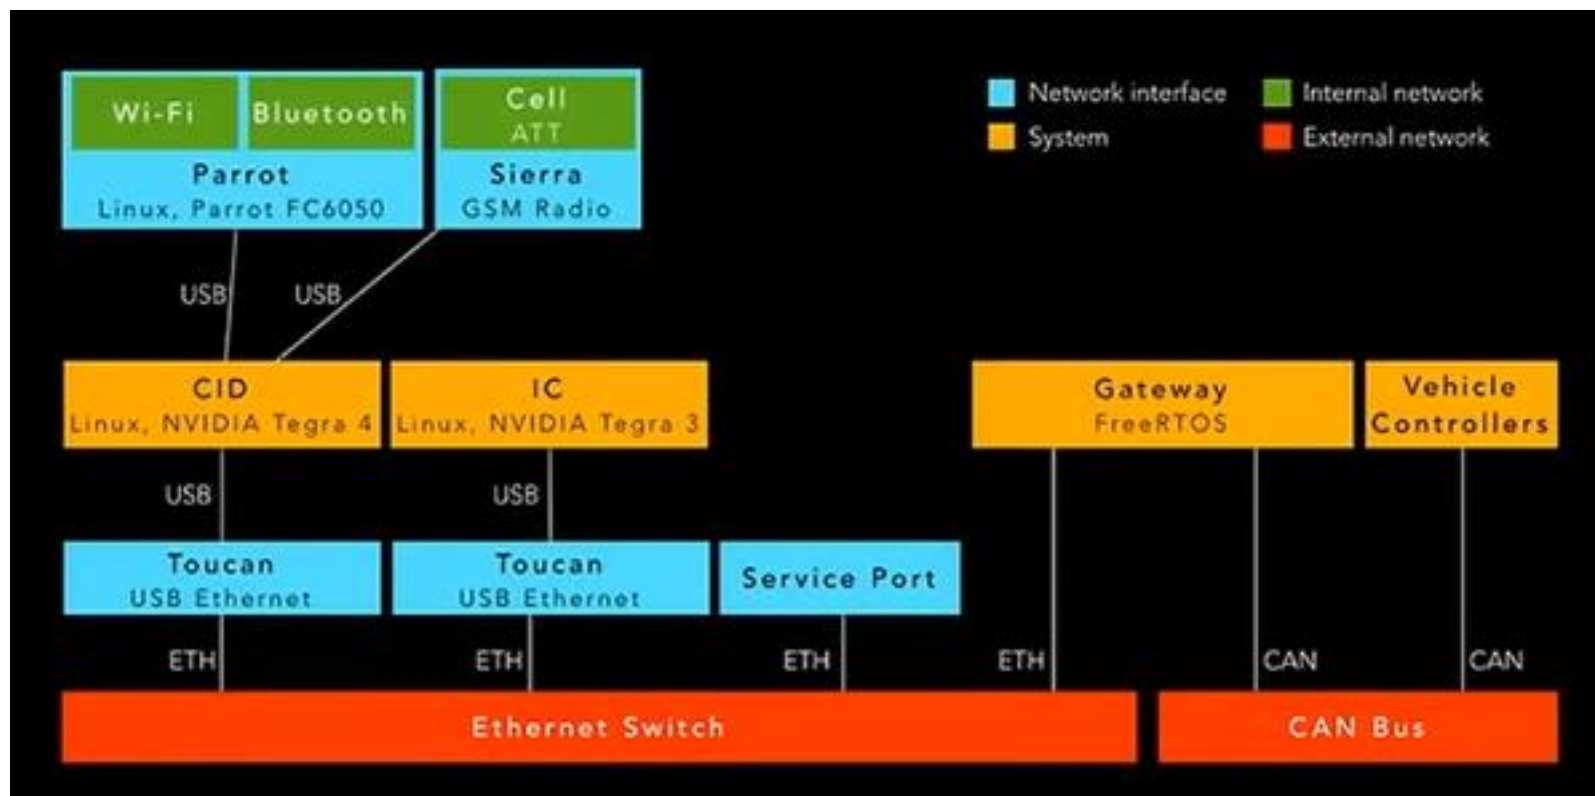 Wi-Fi
Bluetooth
Cell
ATT
Parrot
Linux, Parrot FC6050
Sierra
GSM Radio
Network interface
Internal network
System
External network
USB
USB
CID
Linux, NVIDIA Tegra 4
IC
Linux, NVIDIA Tegra 3
Gateway
FreeRTOS
Vehicle
Controllers
USB
USB
Toucan
USB Ethernet
Toucan
USB Ethernet
Service Port
ETH
ETH
ETH
ETH
CAN
CAN
Ethernet Switch
CAN Bus